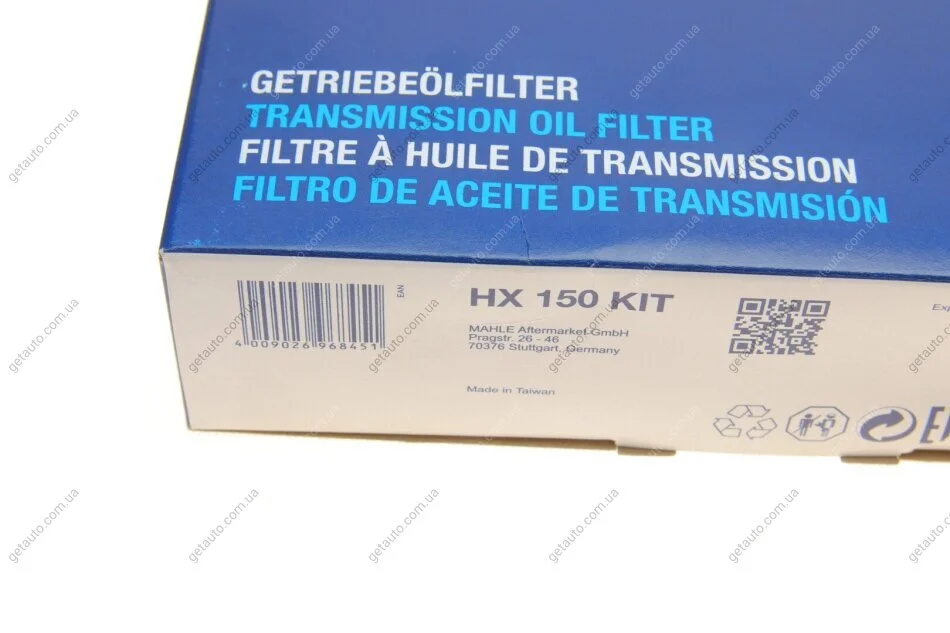 GETRIEBEÖLFILTER
TRANSMISSION OIL FILTER
FILTRE À HUILE DE TRANSMISSION
FILTRO DE ACEITE DE TRANSMISIÓN
EAN
4 009026 968451
HX 150 KIT
MAHLE Aftermarket GmbH
Pragstr. 26 - 46
70376 Stuttgart, Germany
Made in Taiwan
getauto.com.ua